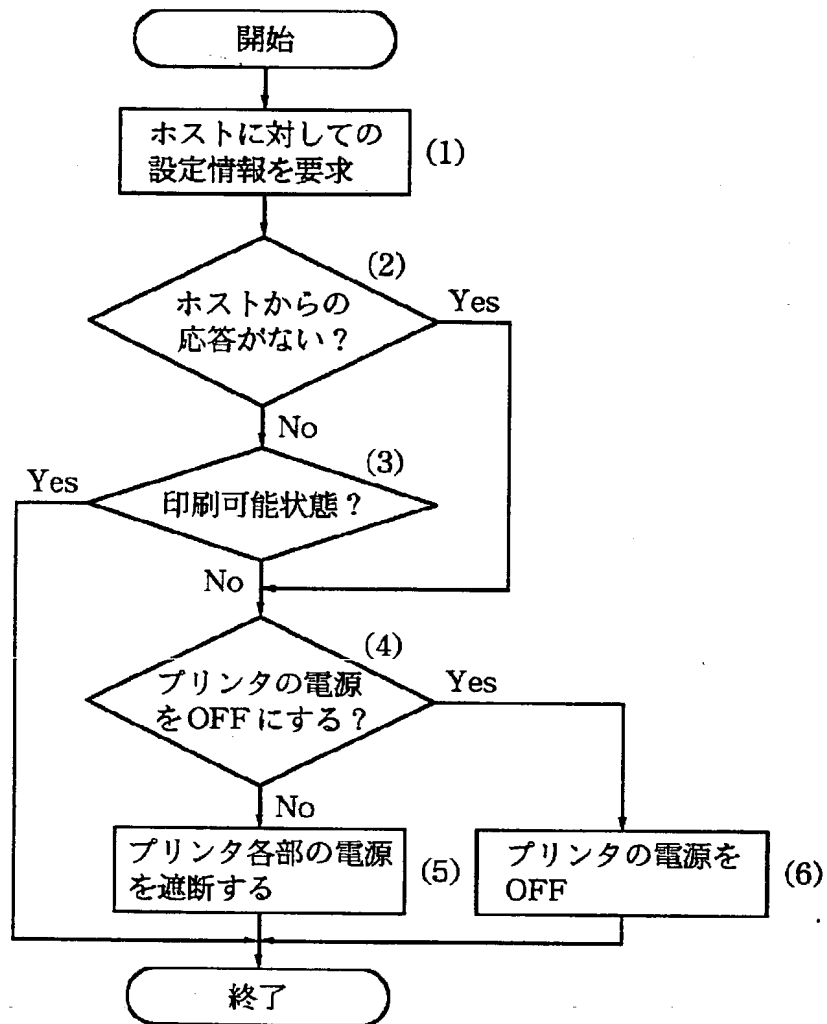 開始
ホストに対しての
設定情報を要求
(1)
(2)
ホストからの
応答がない？
Yes
No
(3)
Yes
印刷可能状態？
No
(4)
プリンタの電源
をOFFにする？
Yes
No
プリンタ各部の電源
を遮断する
(5)
プリンタの電源を
OFF
(6)
終了